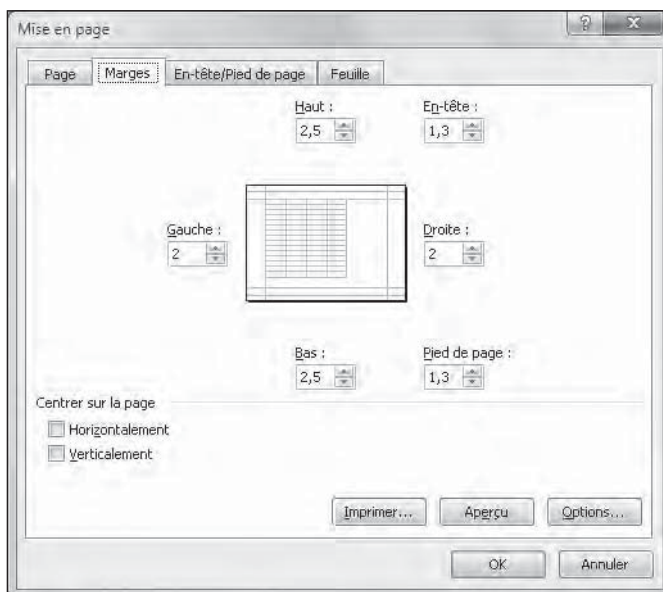 Mise en page
?
X
Page Marges En-tête/Pied de page Feuille
Haut : En-tête :
2,5 1,3
Gauche : Droite :
2 2
Bas : Pied de page :
2,5 1,3
Centrer sur la page
Horizontalement
Verticalement
Imprimer... Aperçu Options...
OK Annuler